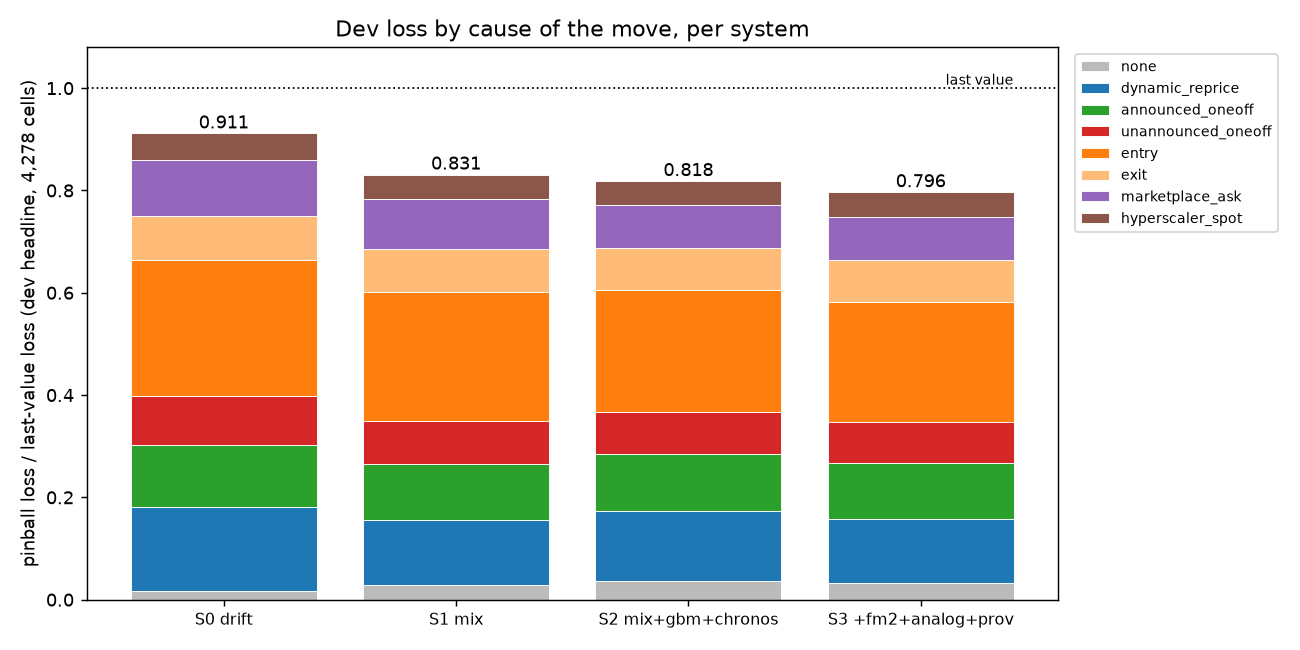 Dev loss by cause of the move, per system
pinball loss / last-value loss (dev headline, 4,278 cells)
1.0
0.8
0.6
0.4
0.2
0.0
last value
0.911
0.831
0.818
0.796
S0 drift
S1 mix
S2 mix+gbm+chronos
S3 +fm2+analog+prov
none
dynamic_reprice
announced_oneoff
unannounced_oneoff
entry
exit
marketplace_ask
hyperscaler_spot